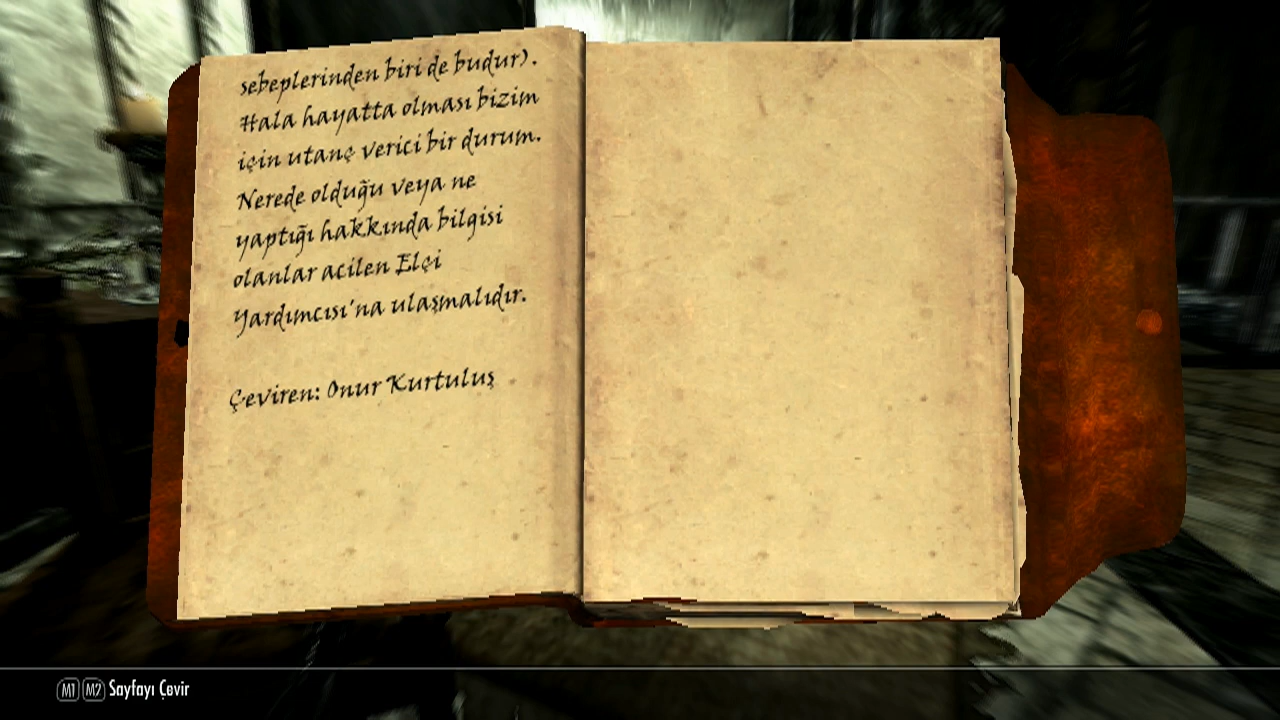 sebeplerinden biri de budur).
Hala hayatta olması bizim
için utanç verici bir durum.
Nerede olduğu veya ne
yaptığı hakkında bilgisi
olanlar acilen Elçi
Yardımcısı'na ulaşmalıdır.
Çeviren: Onur Kurtuluş
M1 M2 Sayfayı Çevir